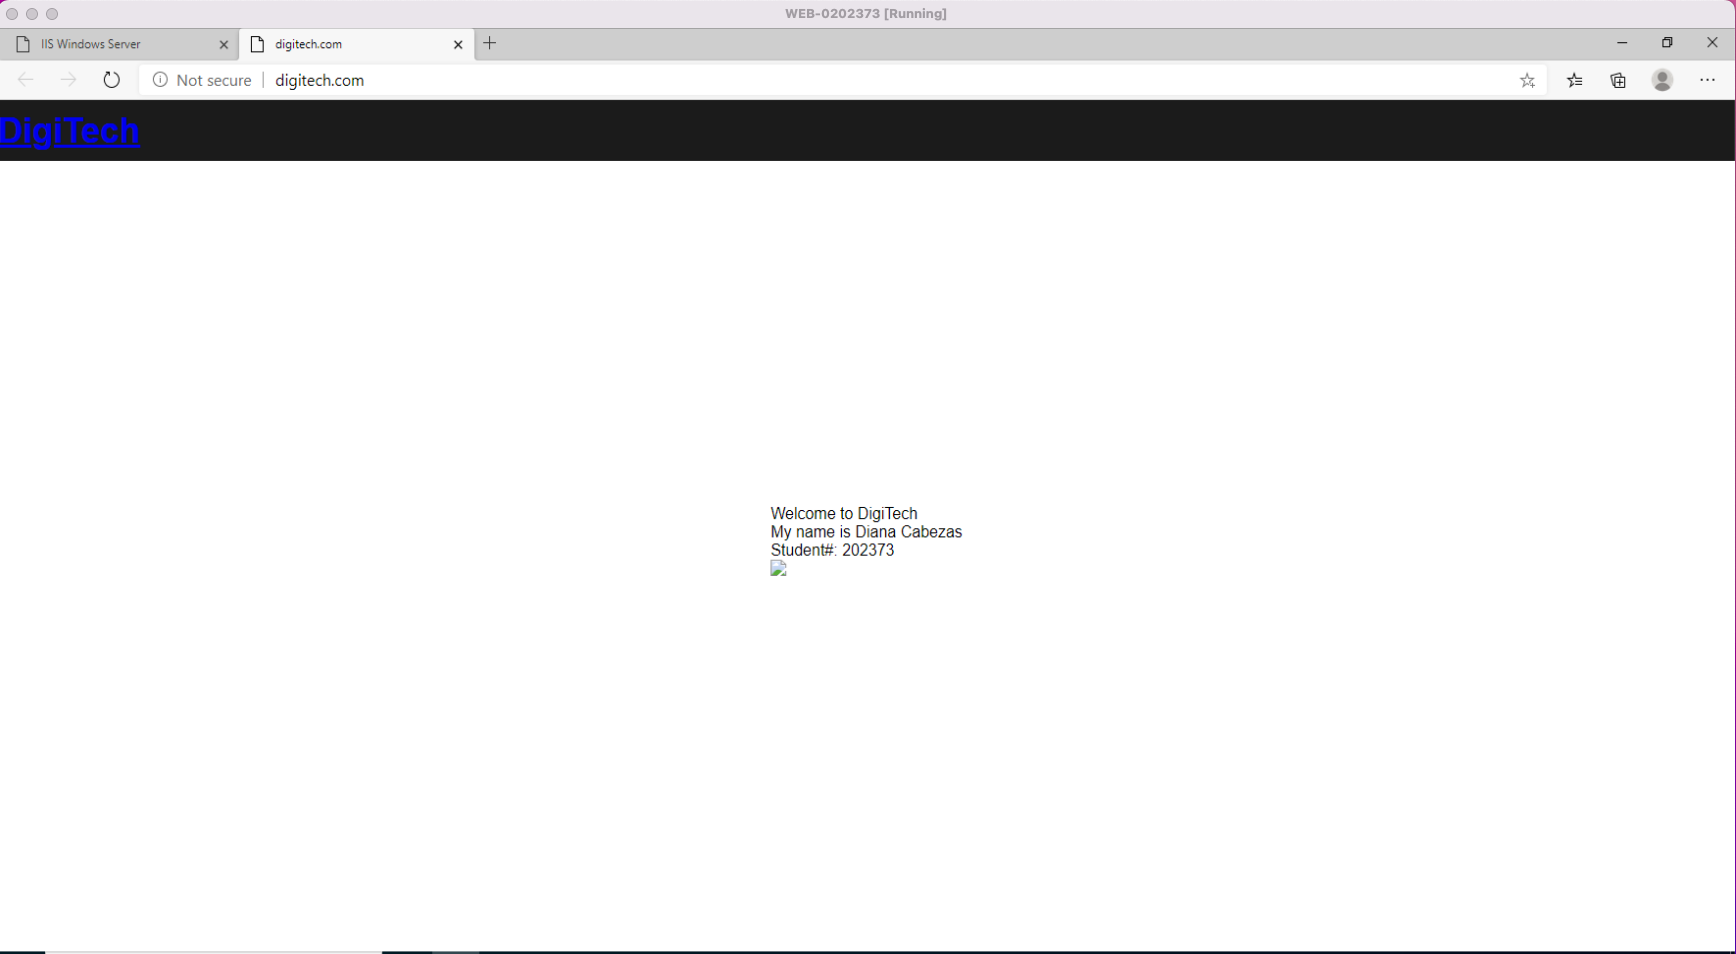 WEB-0202373 [Running]
IIS Windows Server
digitech.com
Not secure
digitech.com
DigiTech
Welcome to DigiTech
My name is Diana Cabezas
Student#: 202373